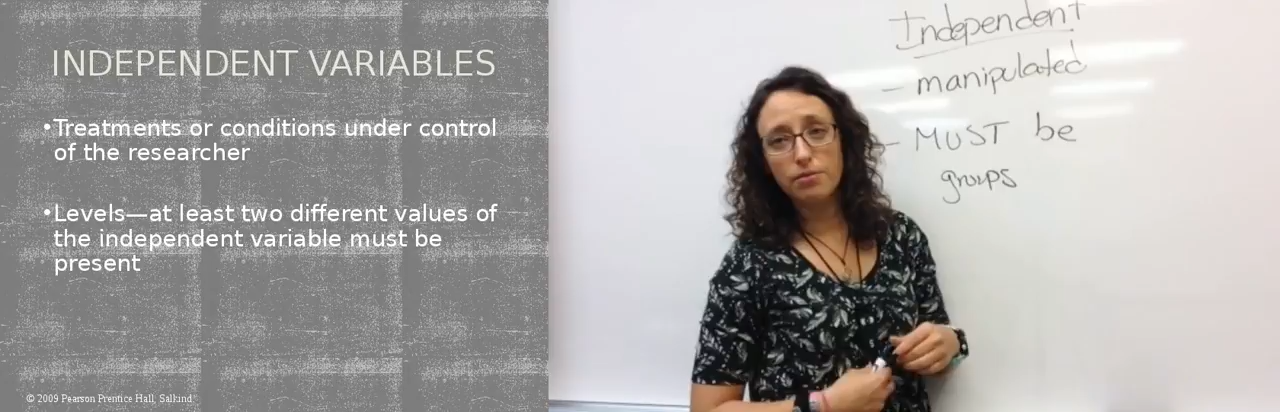 INDEPENDENT VARIABLES
•Treatments or conditions under control
of the researcher
•Levels—at least two different values of
the independent variable must be
present
© 2009 Pearson Prentice Hall, Salkind
Independent
- manipulated
- MUST be
groups